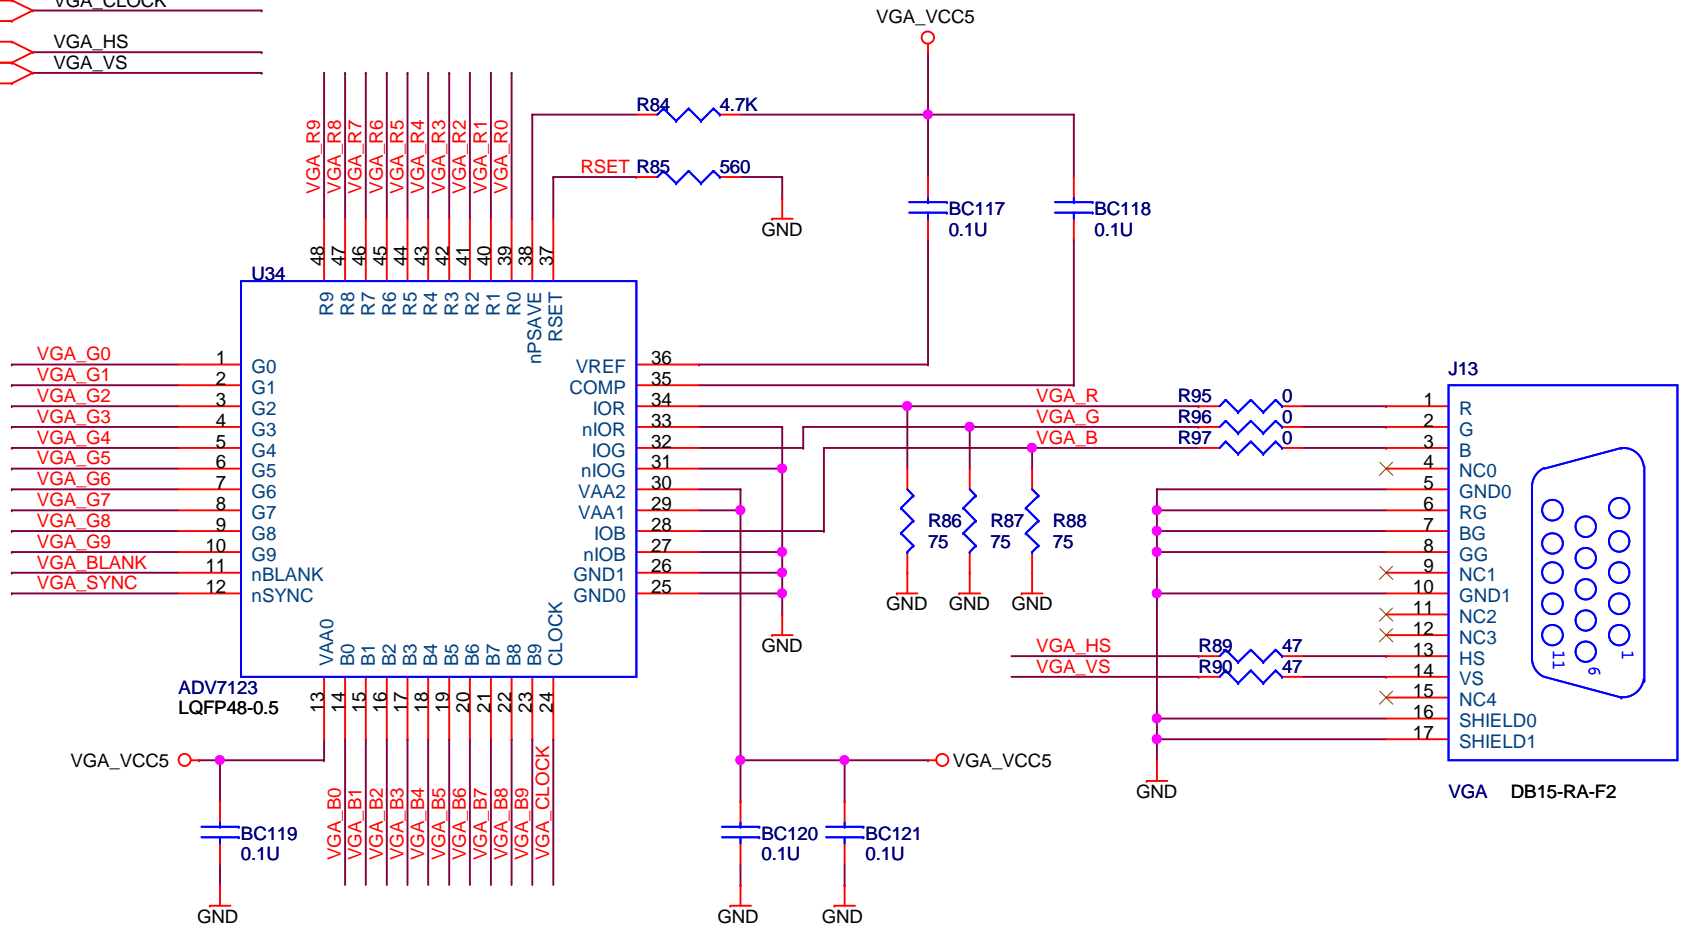 VGA_CLOCK
VGA_HS
VGA_VS
VGA_VCC5
R84 4.7K
RSET R85 560
GND
BC117
0.1U
BC118
0.1U
VGA_R9
VGA_R8
VGA_R7
VGA_R6
VGA_R5
VGA_R4
VGA_R3
VGA_R2
VGA_R1
VGA_R0
48
47
46
45
44
43
42
41
40
39
38
37
U34
R9
R8
R7
R6
R5
R4
R3
R2
R1
R0
nPSAVE
RSET
VGA_G0 1 G0
VGA_G1 2 G1
VGA_G2 3 G2
VGA_G3 4 G3
VGA_G4 5 G4
VGA_G5 6 G5
VGA_G6 7 G6
VGA_G7 8 G7
VGA_G8 9 G8
VGA_G9 10 G9
VGA_BLANK 11 nBLANK
VGA_SYNC 12 nSYNC
VREF 36
COMP 35
IOR 34
nIOR 33
IOG 32
nIOG 31
VAA2 30
VAA1 29
IOB 28
nIOB 27
GND1 26
GND0 25
GND
VAA0
B0
B1
B2
B3
B4
B5
B6
B7
B8
B9
CLOCK
ADV7123
LQFP48-0.5
13
14
15
16
17
18
19
20
21
22
23
24
VGA_B0
VGA_B1
VGA_B2
VGA_B3
VGA_B4
VGA_B5
VGA_B6
VGA_B7
VGA_B8
VGA_B9
VGA_CLOCK
VGA_VCC5
BC119
0.1U
GND
VGA_VCC5
BC120
0.1U
BC121
0.1U
GND
GND
VGA_R R95 0
VGA_G R96 0
VGA_B R97 0
R86
75
R87
75
R88
75
GND GND GND
VGA_HS R89 47
VGA_VS R90 47
GND
J13
1 R
2 G
3 B
4 NC0
5 GND0
6 RG
7 BG
8 GG
9 NC1
10 GND1
11 NC2
12 NC3
13 HS
14 VS
15 NC4
16 SHIELD0
17 SHIELD1
11
6
1
VGA DB15-RA-F2